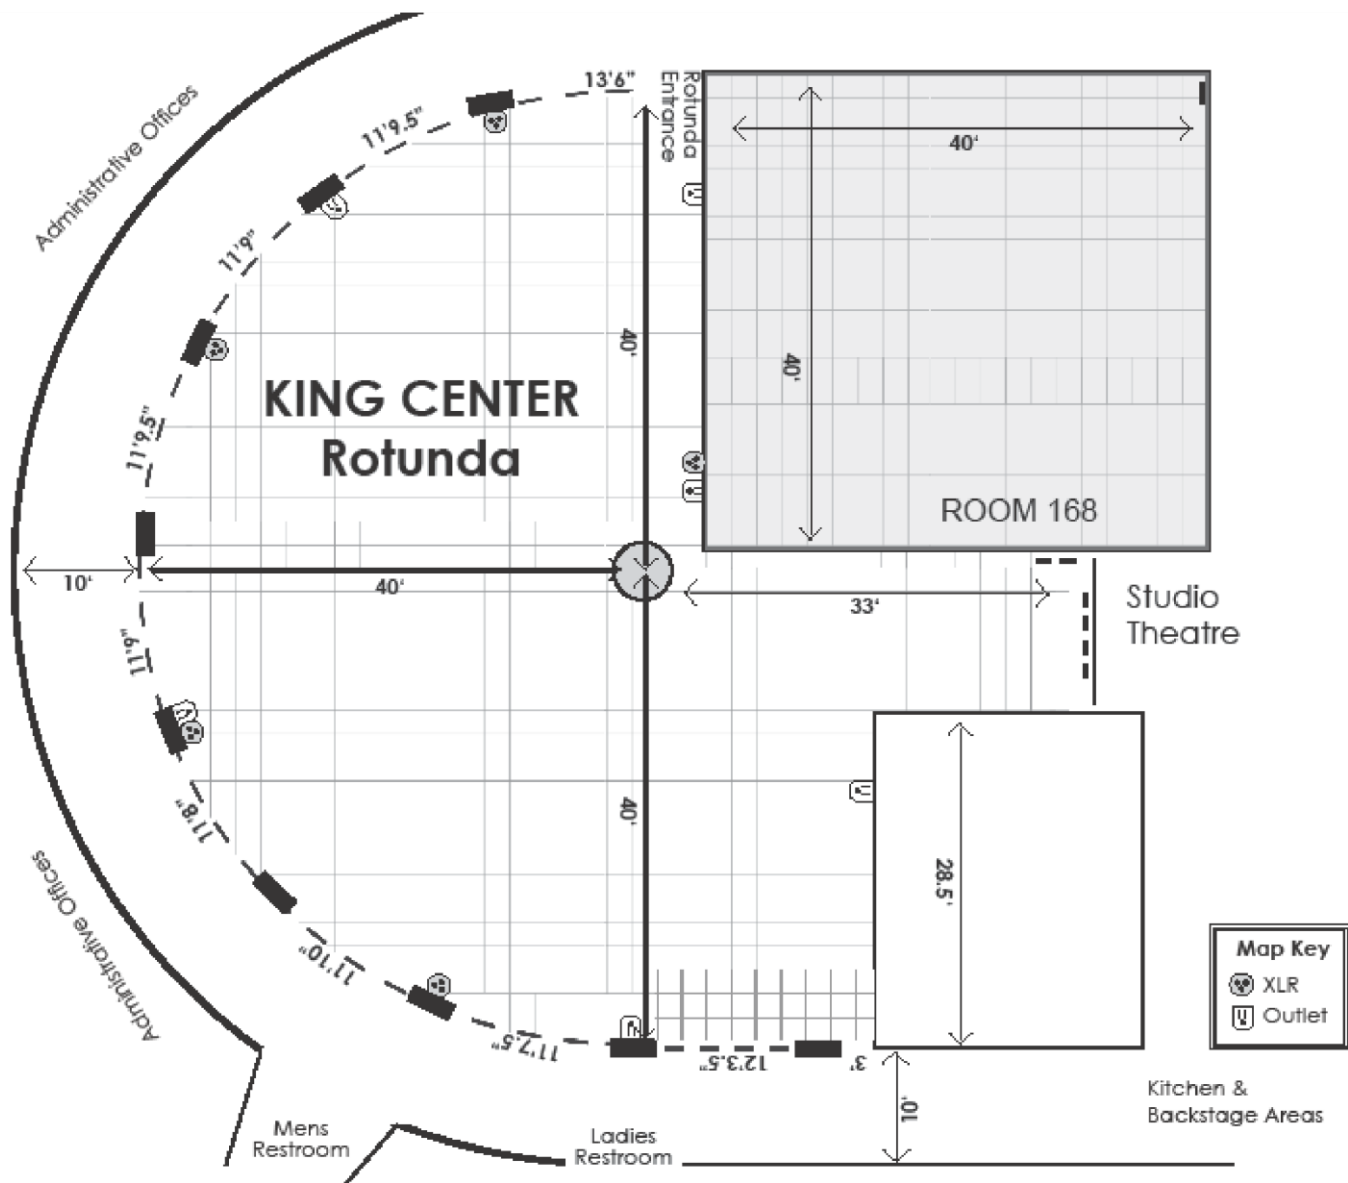 13'6"
Rotunda
Entrance
11'9.5"
Administrative Offices
40'
11'9"
40'
40'
KING CENTER
Rotunda
11'9.5"
ROOM 168
10'
40'
33'
Studio
Theatre
11'9"
11'8"
40'
28.5'
Administrative Offices
11'10"
11'7.5"
12'3.5"
3'
10'
Map Key
XLR
Outlet
Kitchen &
Backstage Areas
Mens
Restroom
Ladies
Restroom